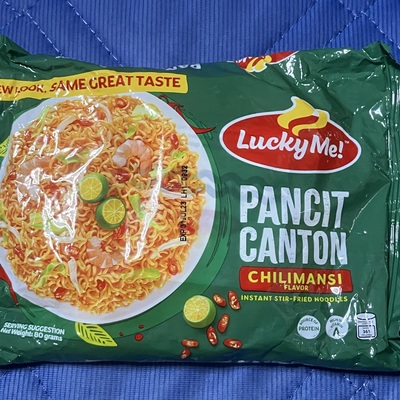 NEW LOOK, SAME GREAT TASTE
Lucky Me!
PANCIT
CANTON
CHILIMANSI
FLAVOR
INSTANT STIR-FRIED NOODLES
SERVING SUGGESTION
Net Weight: 80 grams
PROTEIN